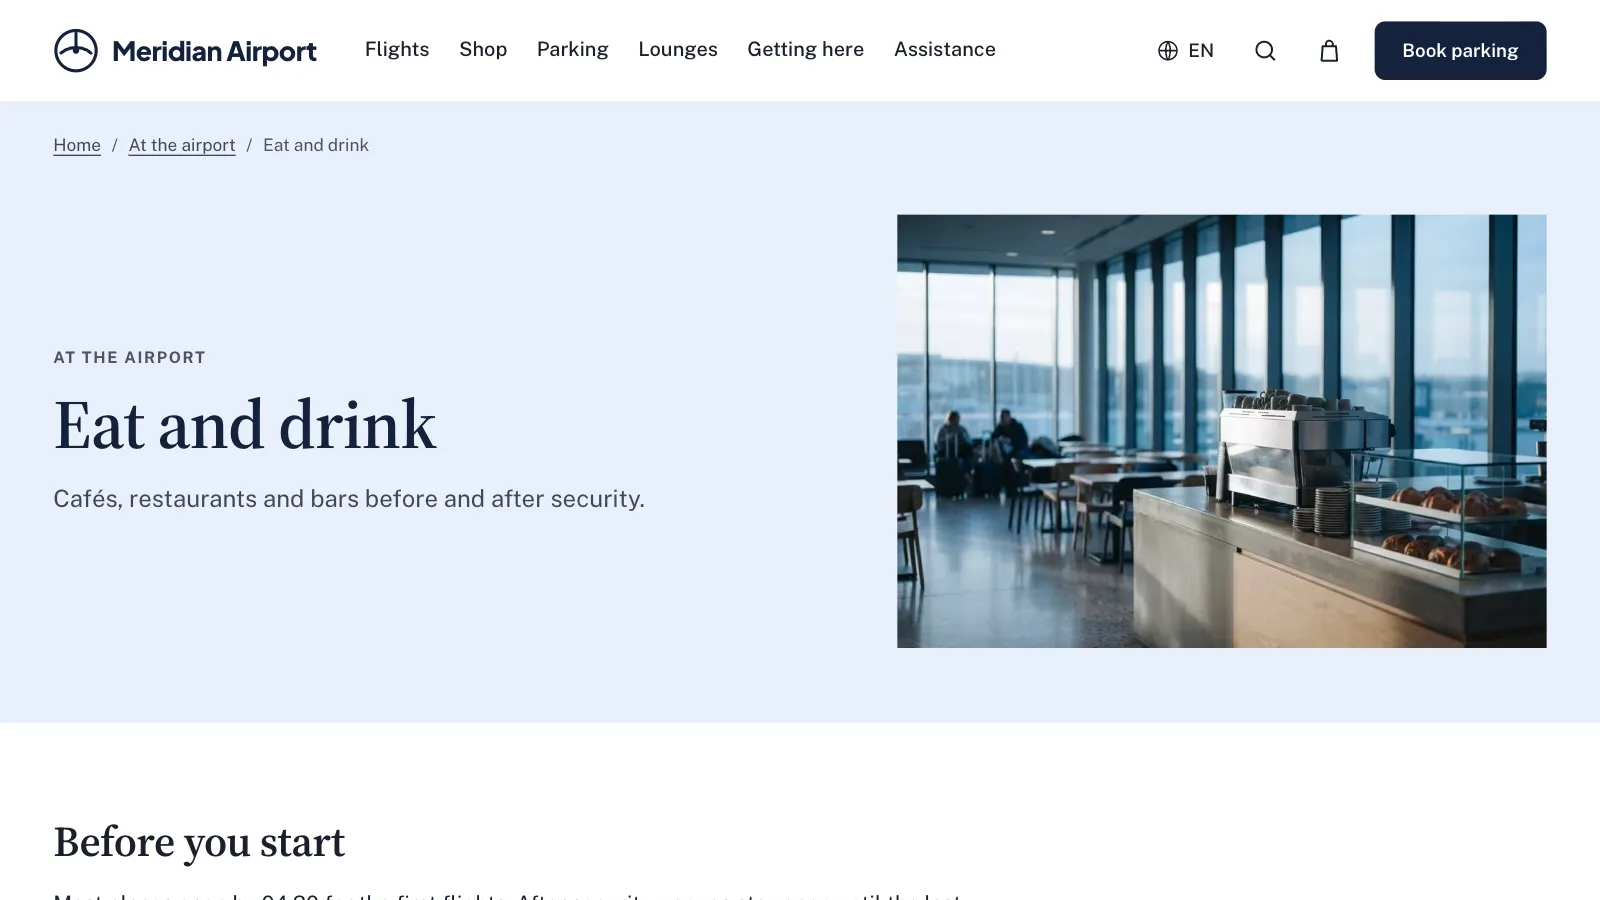 Meridian Airport
Flights
Shop
Parking
Lounges
Getting here
Assistance
EN
Book parking
Home / At the airport / Eat and drink
AT THE AIRPORT
Eat and drink
Cafés, restaurants and bars before and after security.
Before you start